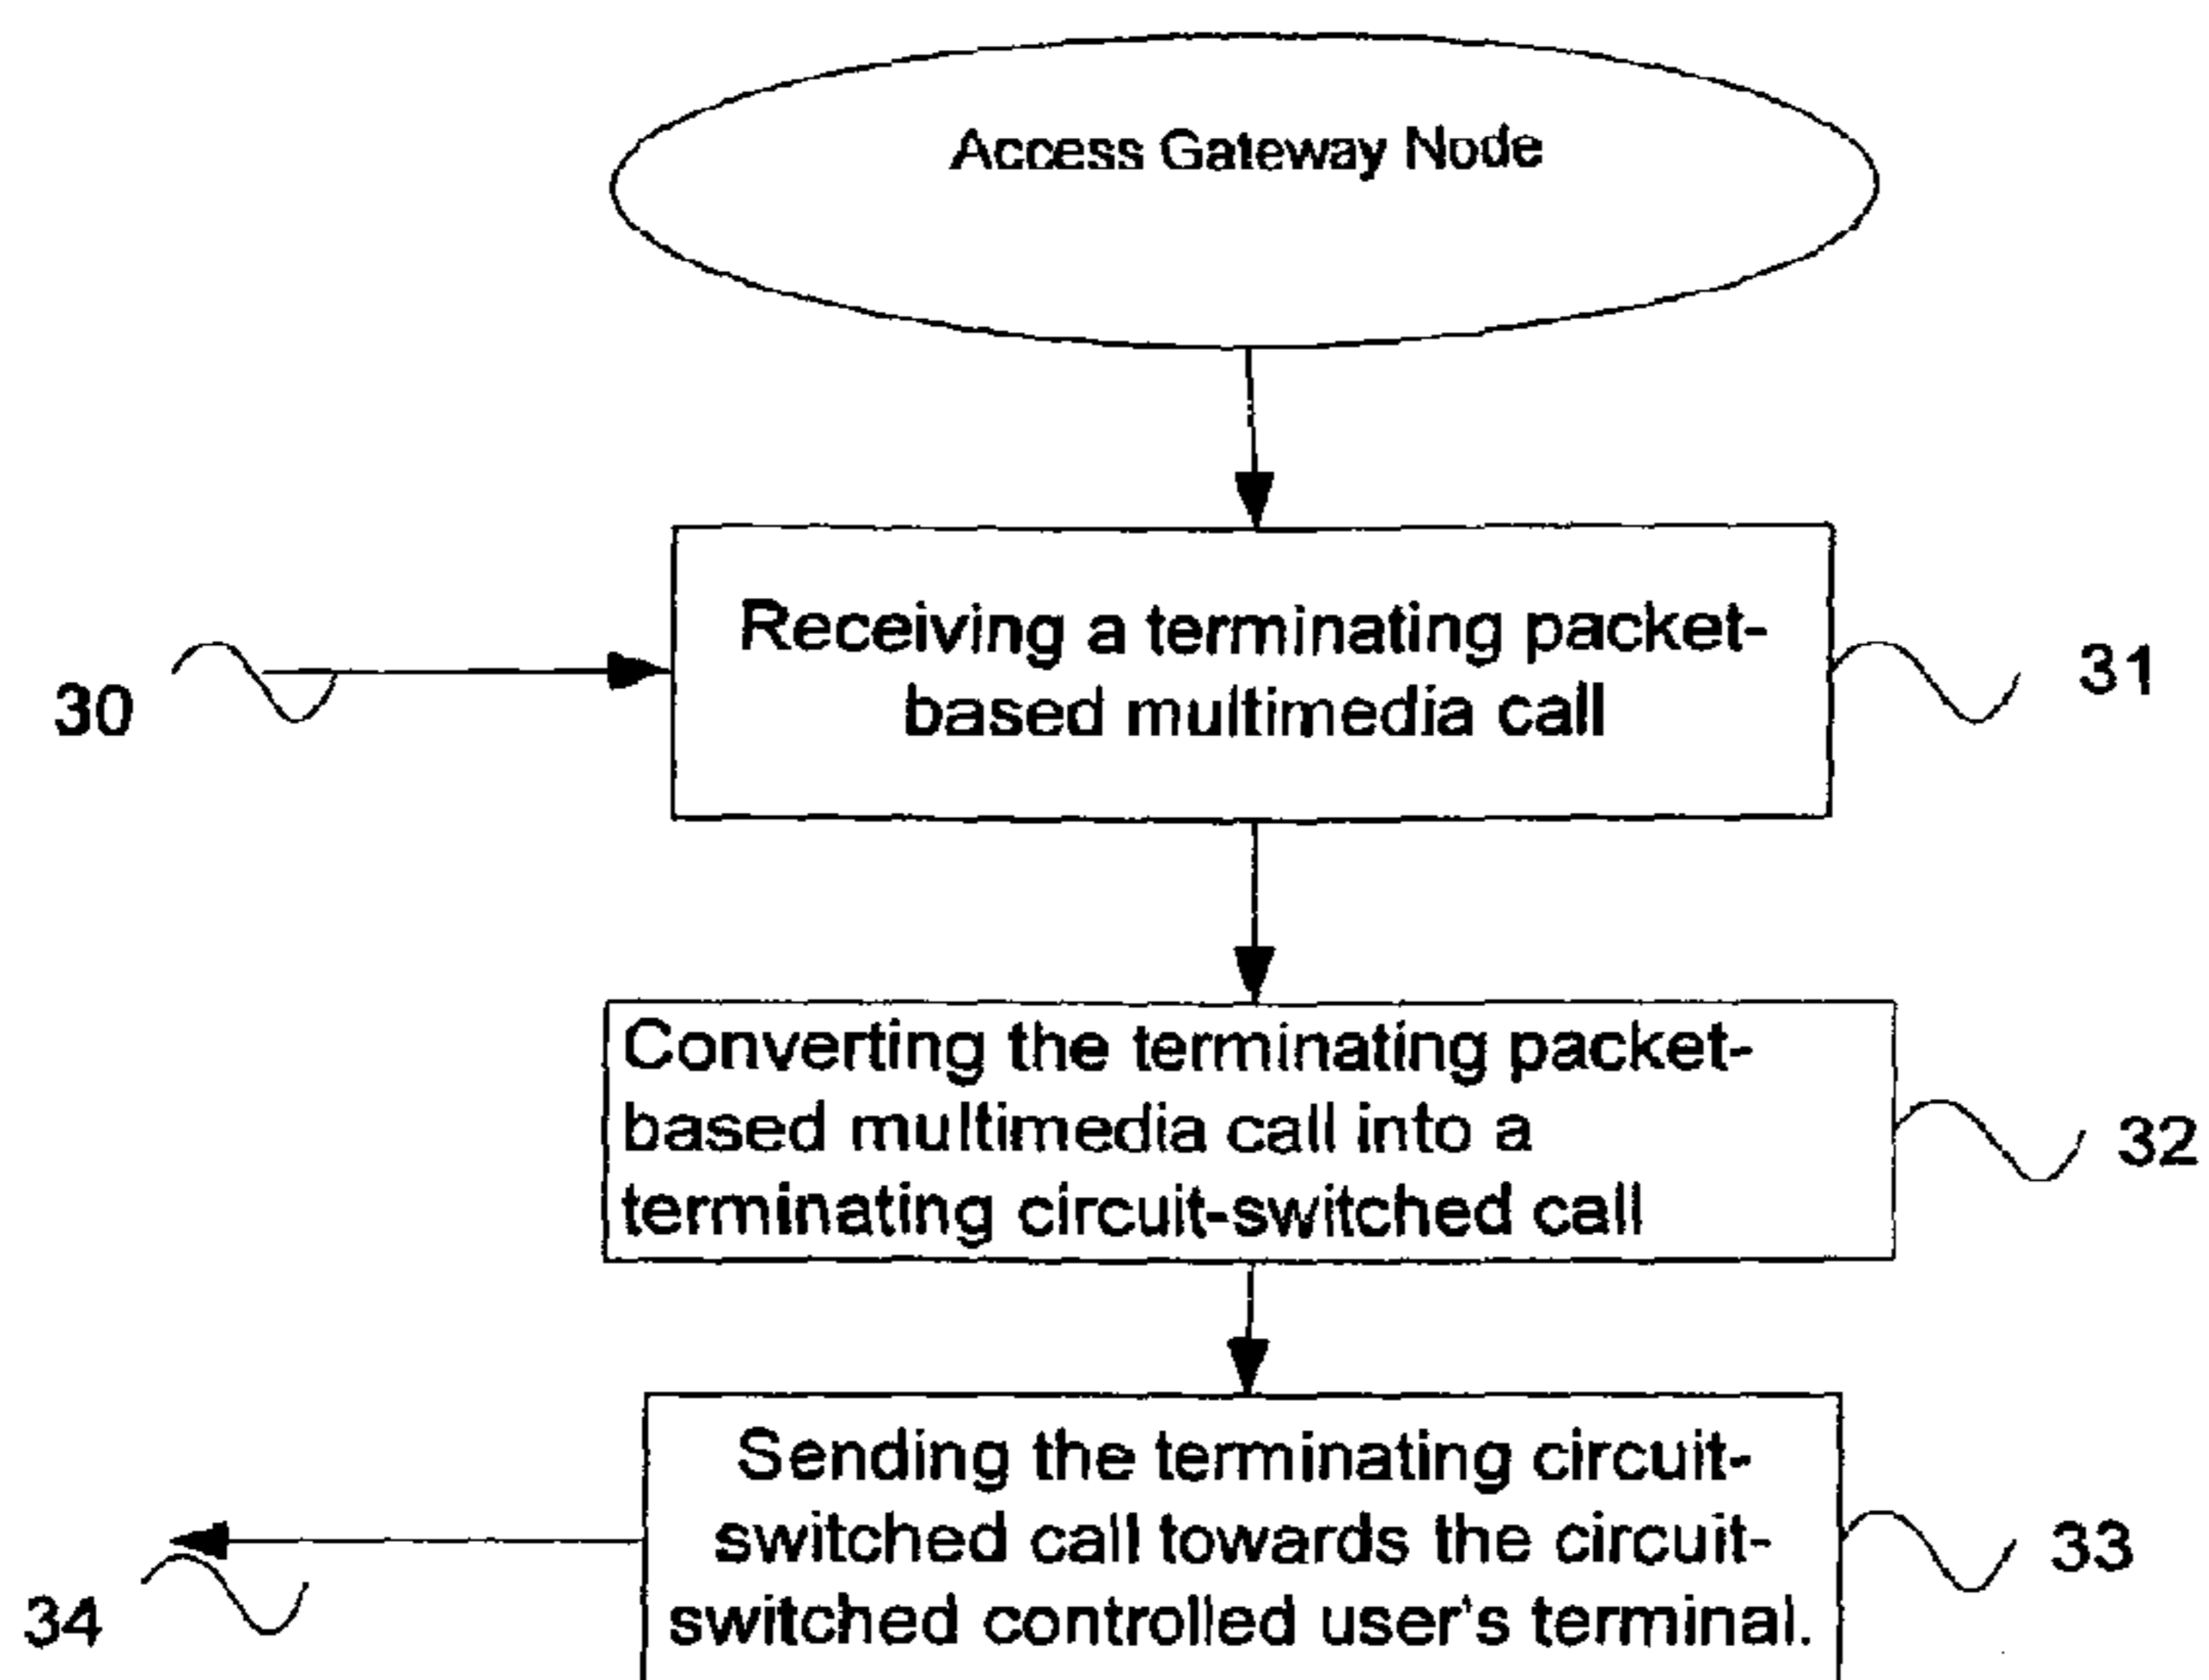 Access Gateway Node
Receiving a terminating packet-
based multimedia call
30
31
Converting the terminating packet-
based multimedia call into a
terminating circuit-switched call
32
Sending the terminating circuit-
switched call towards the circuit-
switched controlled user's terminal.
33
34